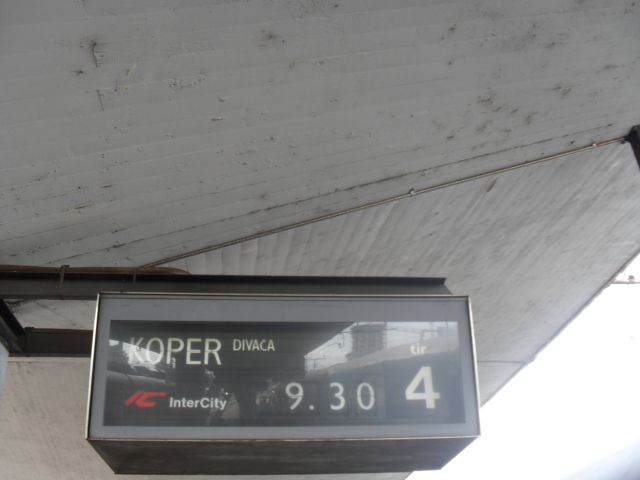 KOPER DIVACA tir
IC InterCity 9.30 4